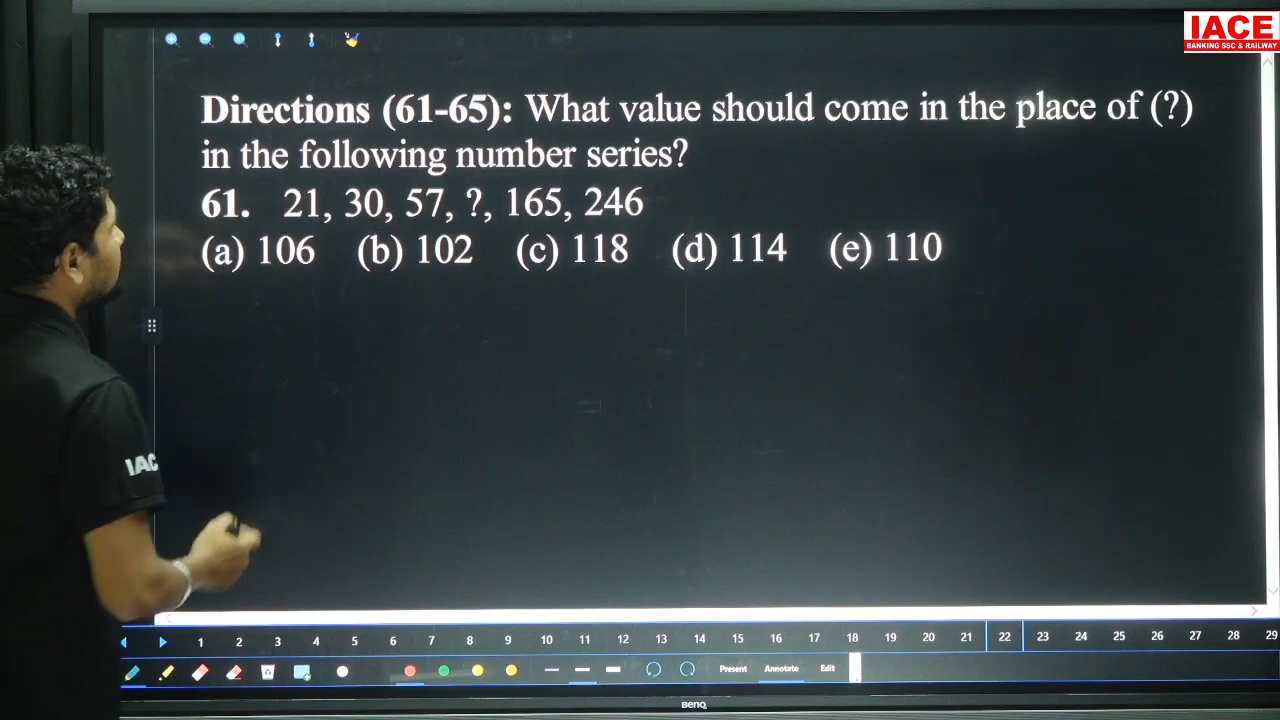 IACE
BANKING SSC & RAILWAY
Directions (61-65): What value should come in the place of (?)
in the following number series?
61. 21, 30, 57, ?, 165, 246
(a) 106 (b) 102 (c) 118 (d) 114 (e) 110
IAC
1 2 3 4 6 7 8 9 10 11 12 13 14 15 16 17 18 19 20 21 22 23 24 25 26 27 28 29
Present Annotate Edit
BenQ